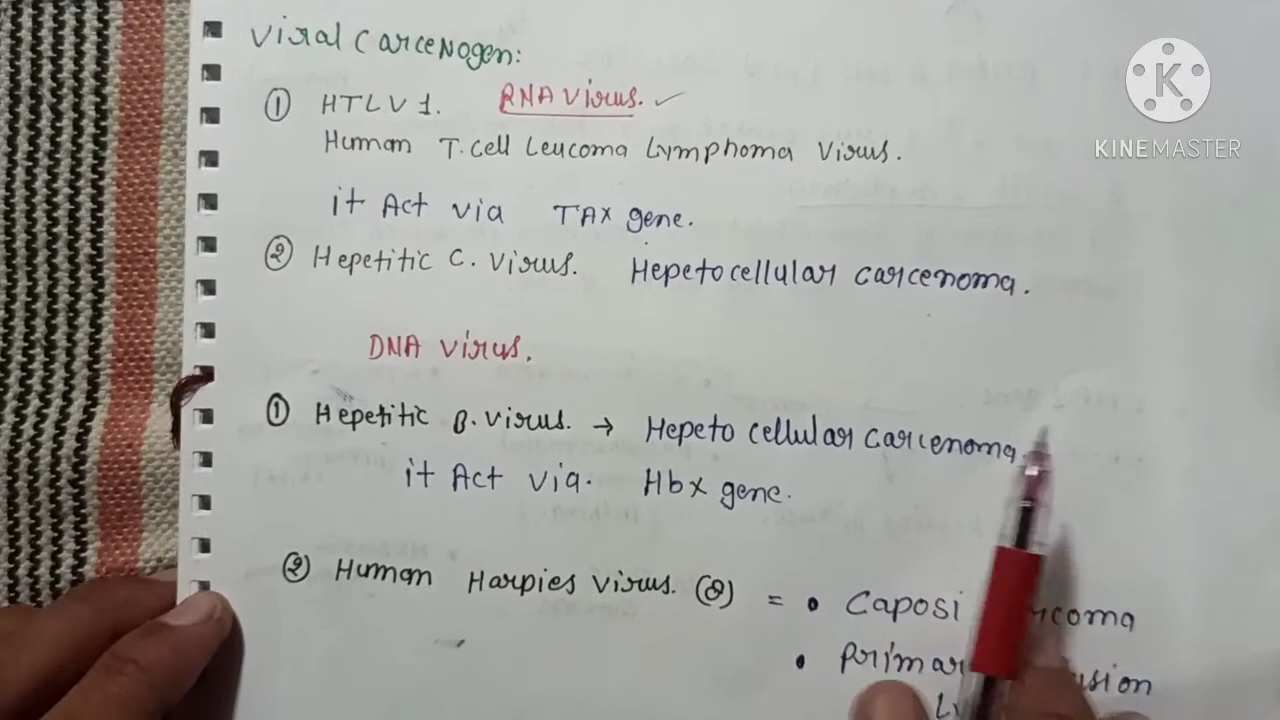 Viral Carcenogen:
① HTLV 1. RNA Virus. ✓
Human T. Cell Leucoma Lymphoma Virus.
it Act via TAX gene.
② Hepetitic C. Virus. Hepetocellular carcenoma.
DNA Virus.
① Hepetitic B. Virus. → Hepeto cellular carcenoma.
it Act via. Hbx gene.
② Human Harpies Virus. (8) = • Caposi
•
K
KINEMASTER